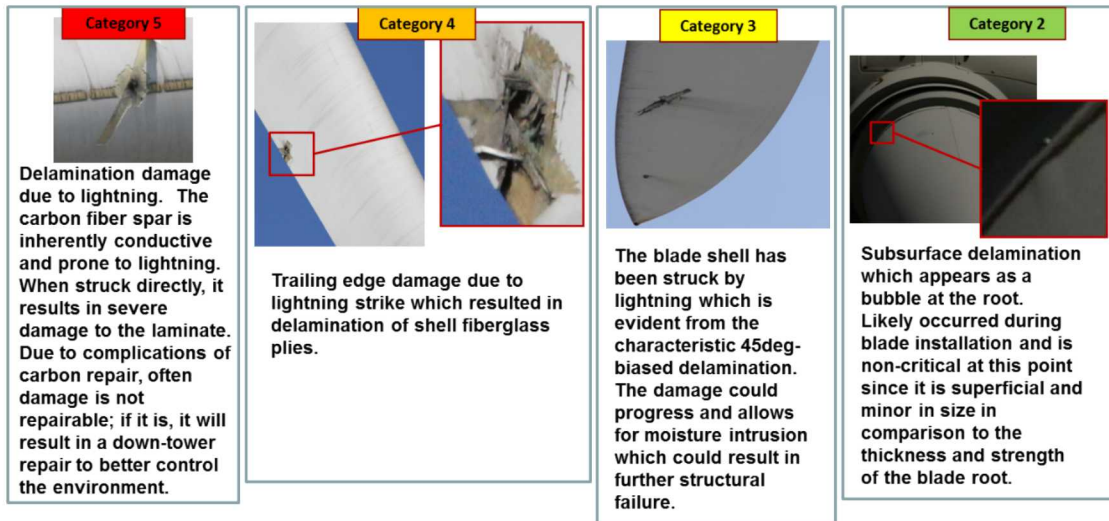 Category 5
Delamination damage
due to lightning.  The
carbon fiber spar is
inherently conductive
and prone to lightning.
When struck directly, it
results in severe
damage to the laminate.
Due to complications of
carbon repair, often
damage is not
repairable; if it is, it will
result in a down-tower
repair to better control
the environment.
Category 4
Trailing edge damage due to
lightning strike which resulted in
delamination of shell fiberglass
plies.
Category 3
The blade shell has
been struck by
lightning which is
evident from the
characteristic 45deg-
biased delamination.
The damage could
progress and allows
for moisture intrusion
which could result in
further structural
failure.
Category 2
Subsurface delamination
which appears as a
bubble at the root.
Likely occurred during
blade installation and is
non-critical at this point
since it is superficial and
minor in size in
comparison to the
thickness and strength
of the blade root.